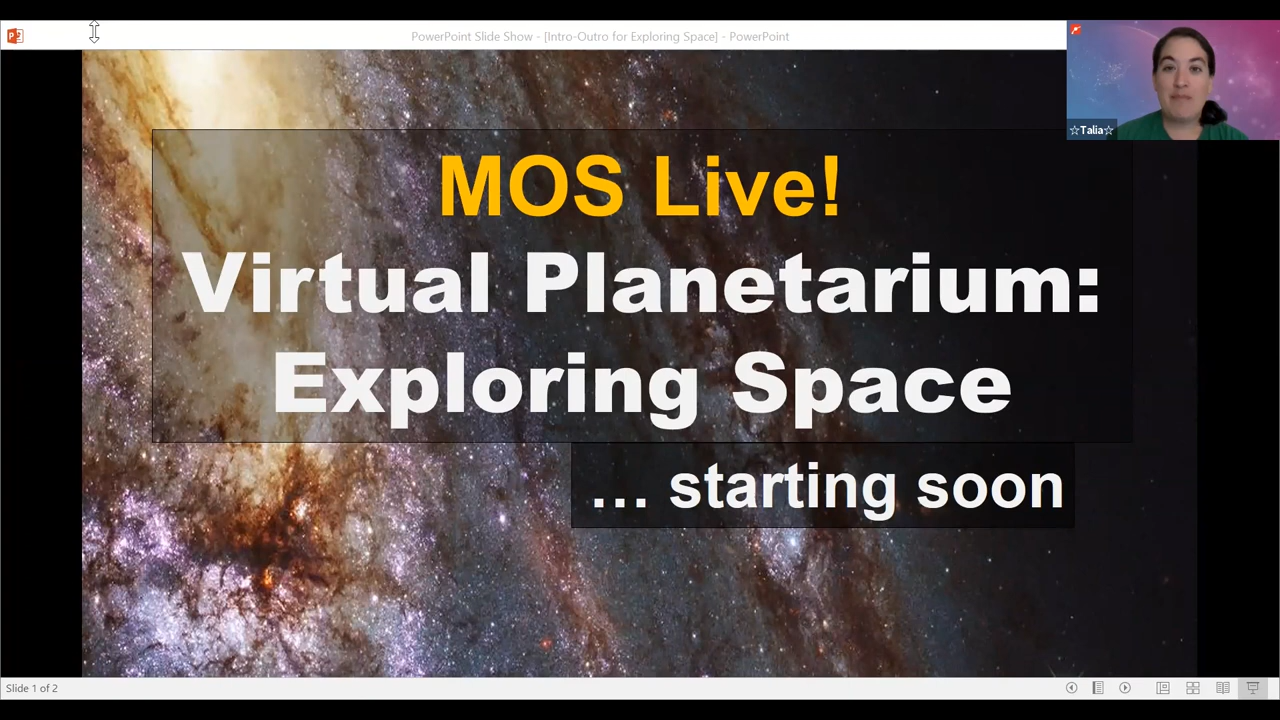 PowerPoint Slide Show - [Intro-Outro for Exploring Space] - PowerPoint
☆Talia☆
MOS Live!
Virtual Planetarium:
Exploring Space
... starting soon
Slide 1 of 2